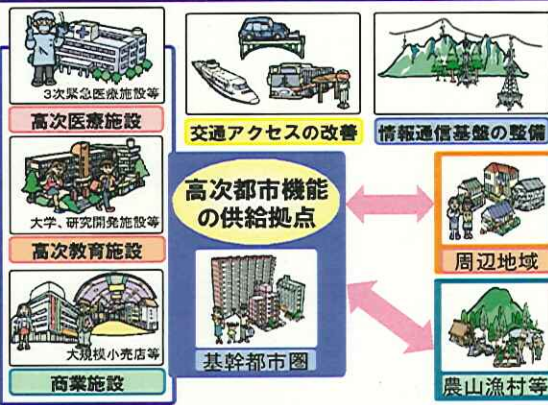 3次緊急医療施設等
高次医療施設
大学、研究開発施設等
高次教育施設
大規模小売店等
商業施設
交通アクセスの改善
情報通信基盤の整備
高次都市機能
の供給拠点
基幹都市圏
周辺地域
農山漁村等